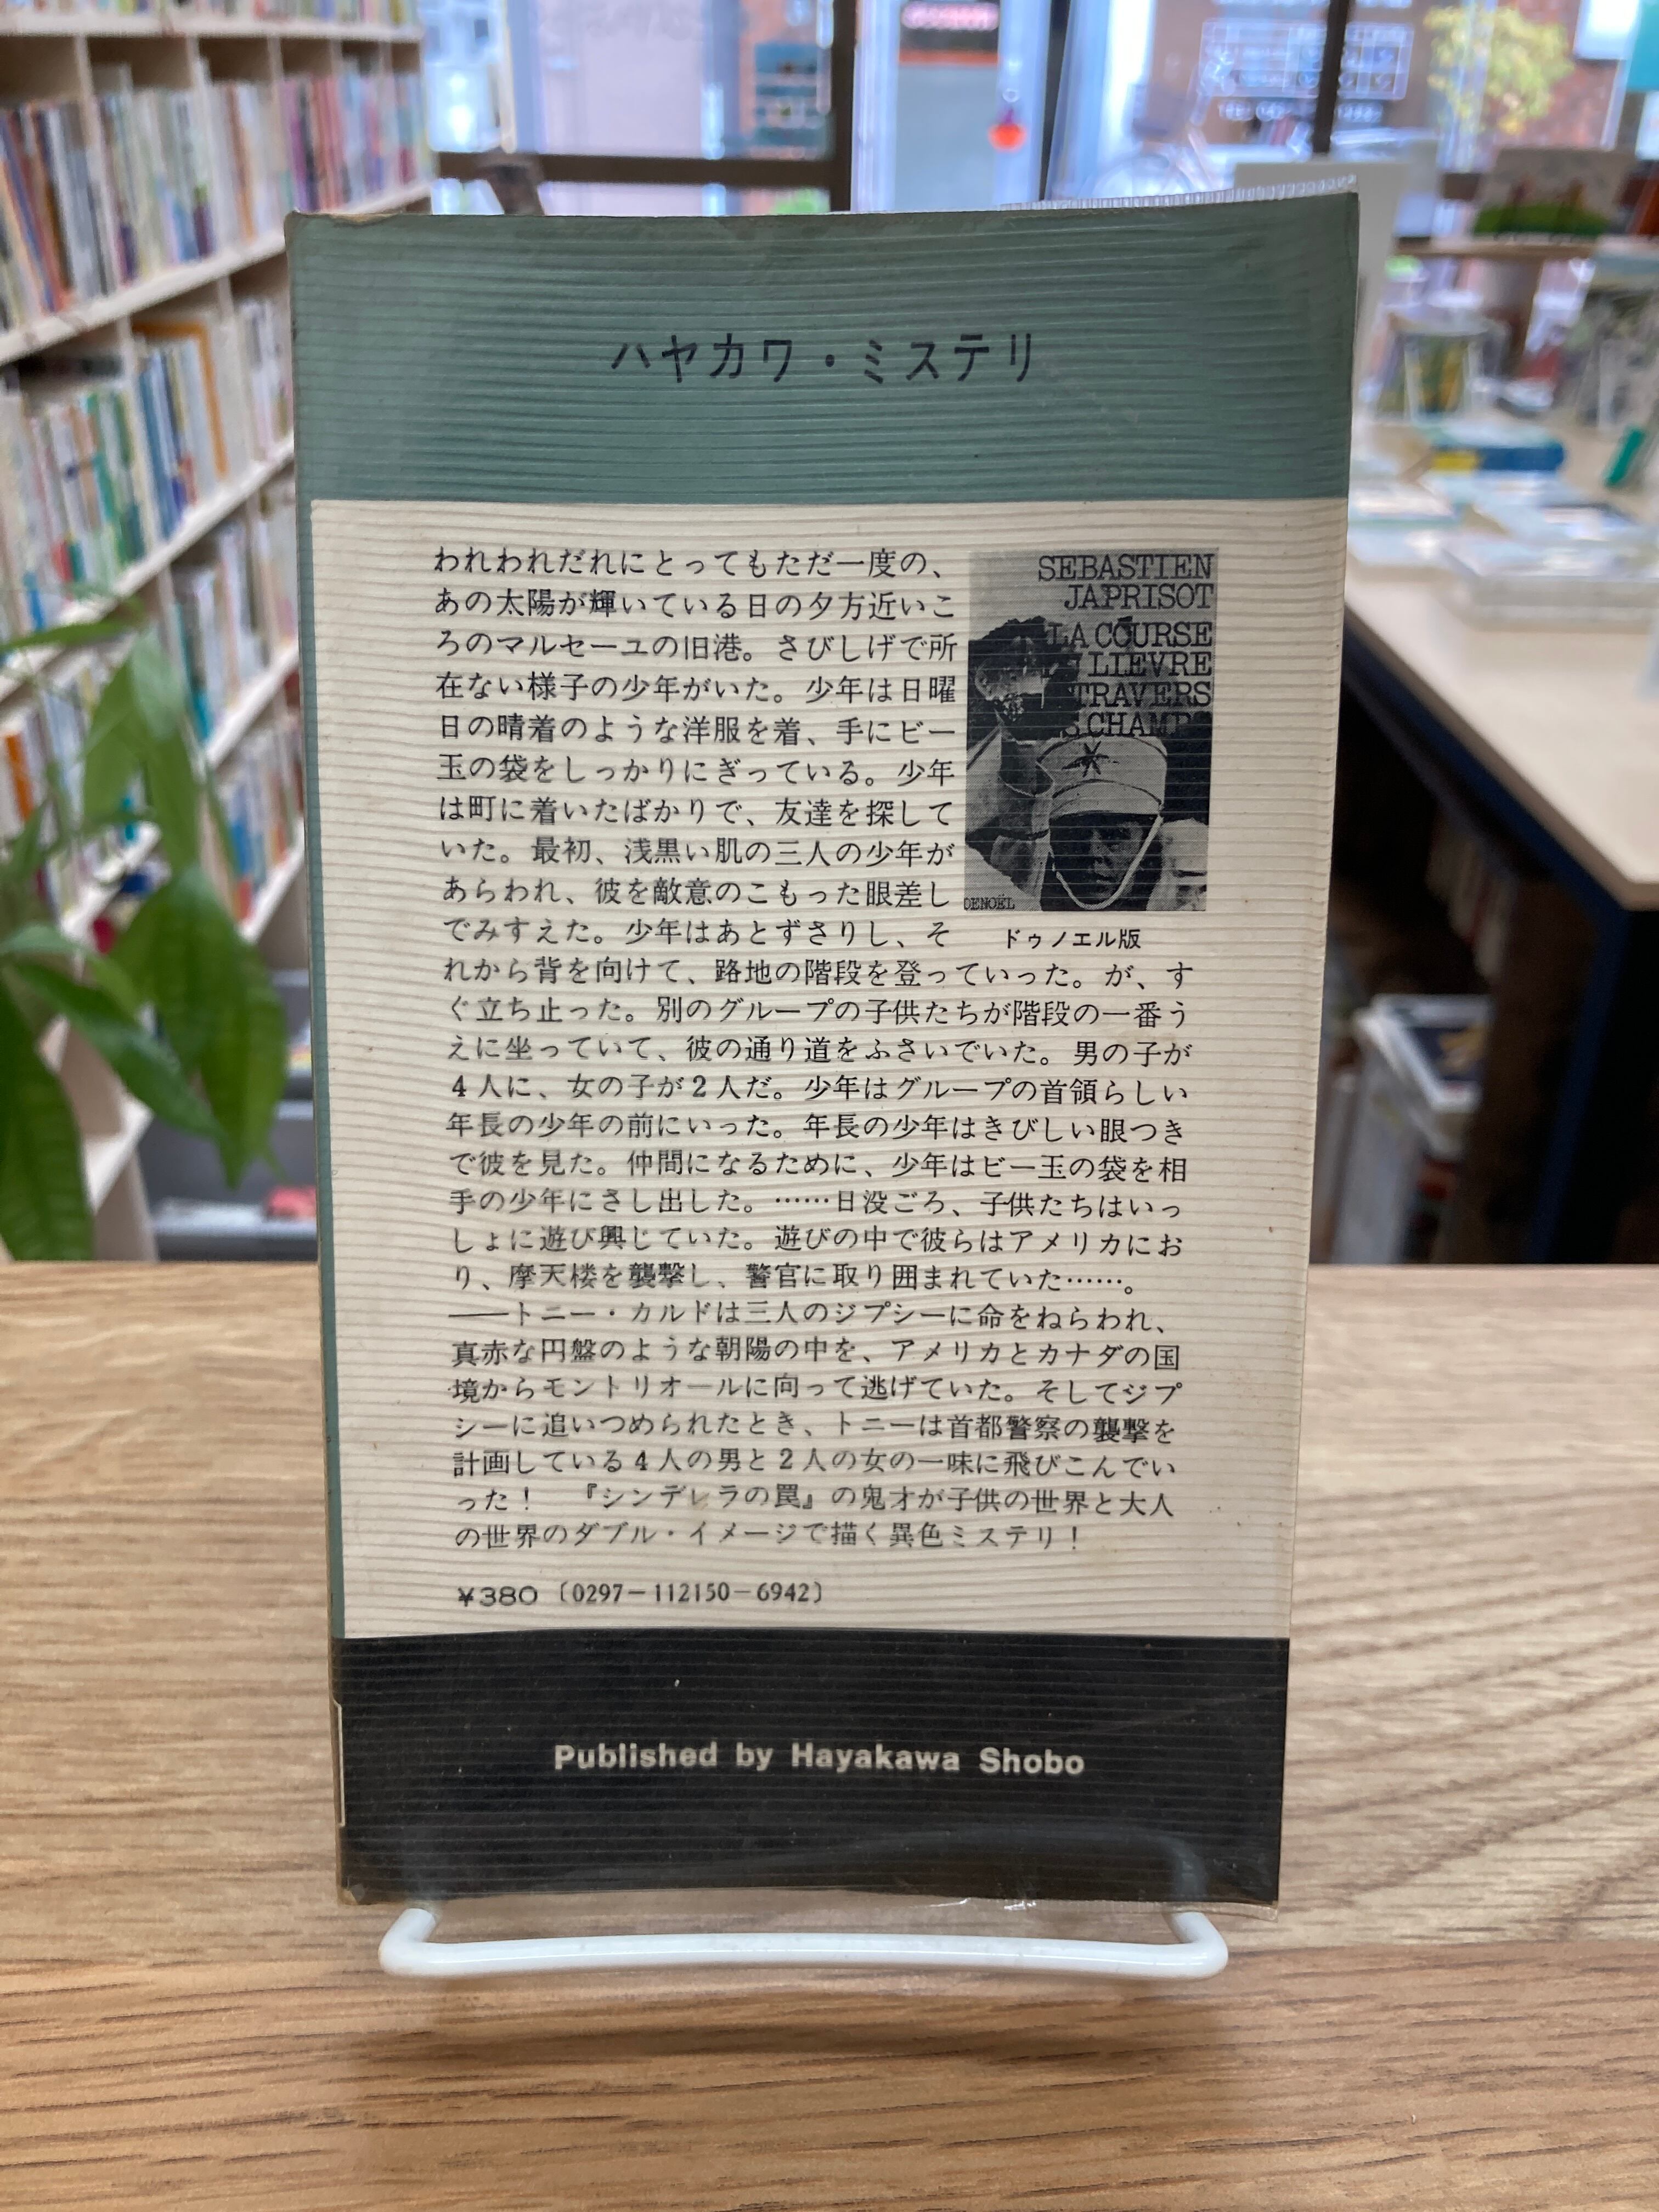 ハヤカワ・ミステリ
われわれだれにとってもただ一度の、
あの太陽が輝いている日の夕方近いこ
ろのマルセーユの旧港。さびしげで所
在ない様子の少年がいた。少年は日曜
日の晴着のような洋服を着、手にビー
玉の袋をしっかりにぎっている。少年
は町に着いたばかりで、友達を探して
いた。最初、浅黒い肌の三人の少年が
あらわれ、彼を敵意のこもった眼差し
でみすえた。少年はあとずさりし、そ
れから背を向けて、路地の階段を登っていった。が、す
ぐ立ち止った。別のグループの子供たちが階段の一番う
えに坐っていて、彼の通り道をふさいでいた。男の子が
4人に、女の子が2人だ。少年はグループの首領らしい
年長の少年の前にいった。年長の少年はきびしい眼つき
で彼を見た。仲間になるために、少年はビー玉の袋を相
手の少年にさし出した。……日没ごろ、子供たちはいっ
しょに遊び興じていた。遊びの中で彼らはアメリカにお
り、摩天楼を襲撃し、警官に取り囲まれていた……。
――トニー・カルドは三人のジプシーに命をねらわれ、
真赤な円盤のような朝陽の中を、アメリカとカナダの国
境からモントリオールに向って逃げていた。そしてジプ
シーに追いつめられたとき、トニーは首都警察の襲撃を
計画している4人の男と2人の女の一味に飛びこんでい
った！　『シンデレラの罠』の鬼才が子供の世界と大人
の世界のダブル・イメージで描く異色ミステリ！
SEBASTIEN
JAPRISOT
LA COURSE
LIEVRE
TRAVERS
CHAMP
DENOËL
ドゥノエル版
¥380〔0297－112150－6942〕
Published by Hayakawa Shobo